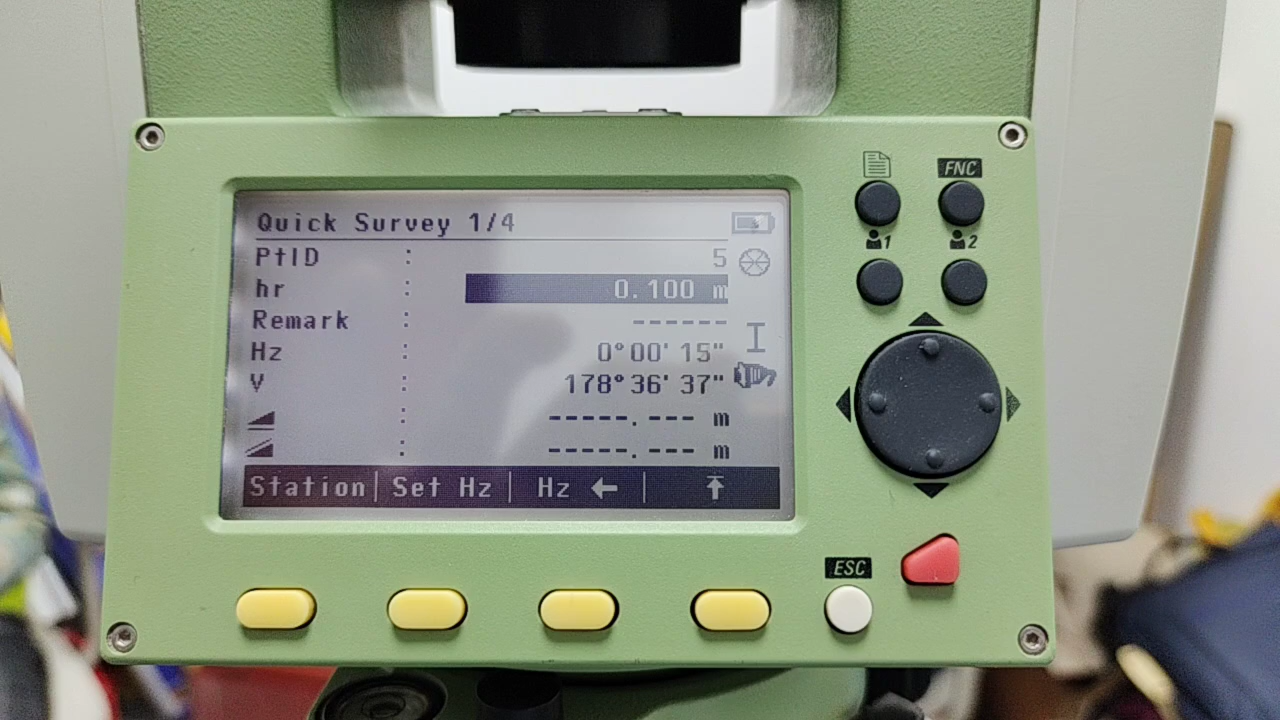 FNC
1
2
Quick Survey 1/4
PtID : 5
hr : 0.100 m
Remark : ------
Hz : 0°00' 15"
V : 178°36' 37"
: -----.--- m
: -----.--- m
I
Station Set Hz Hz ←
ESC